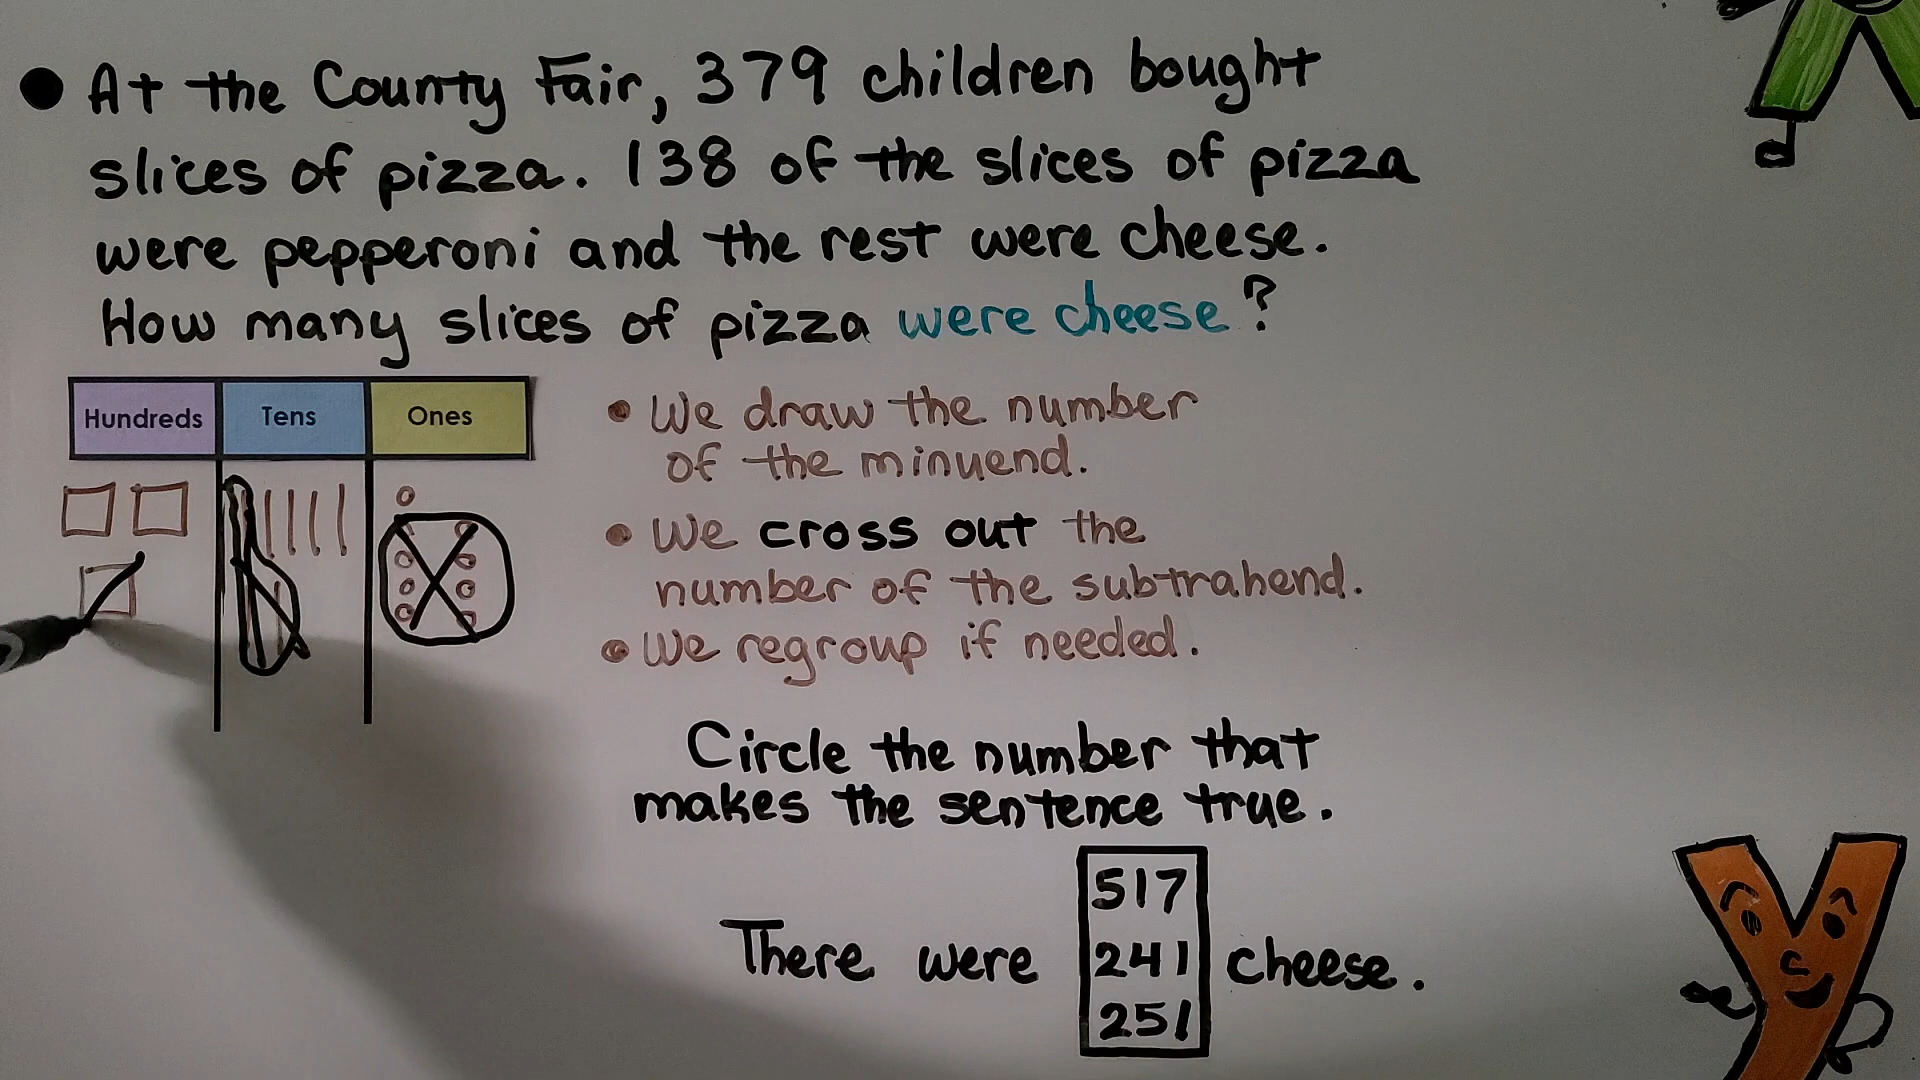 At the County Fair, 379 children bought
slices of pizza. 138 of the slices of pizza
were pepperoni and the rest were cheese.
How many slices of pizza were cheese?
Hundreds Tens Ones
• We draw the number
of the minuend.
• We cross out the
number of the subtrahend.
• We regroup if needed.
Circle the number that
makes the sentence true.
517
There were 241 cheese.
251